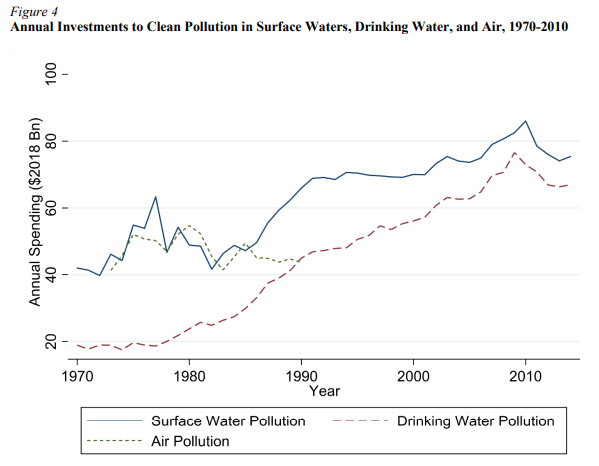 Figure 4
Annual Investments to Clean Pollution in Surface Waters, Drinking Water, and Air, 1970-2010
Annual Spending ($2018 Bn)
100
80
60
40
20
1970 1980 1990 2000 2010
Year
Surface Water Pollution Drinking Water Pollution
Air Pollution